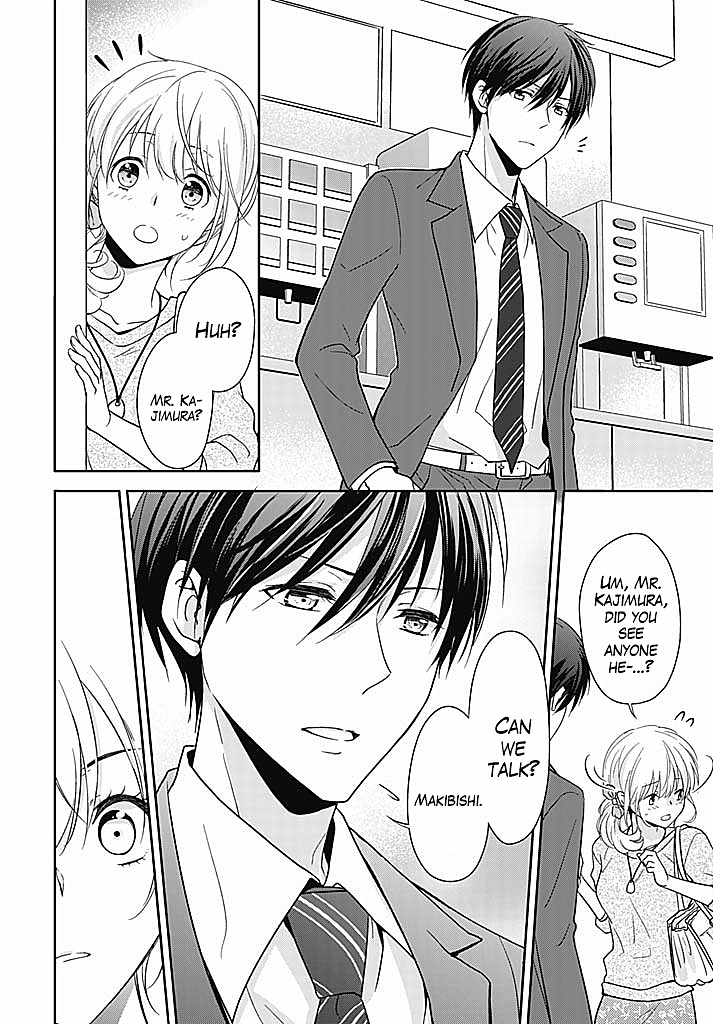 HUH?
MR. KA-
JIMURA?
UM, MR.
KAJIMURA,
DID YOU
SEE
ANYONE
HE-...?
CAN
WE
TALK?
MAKIBISHI.